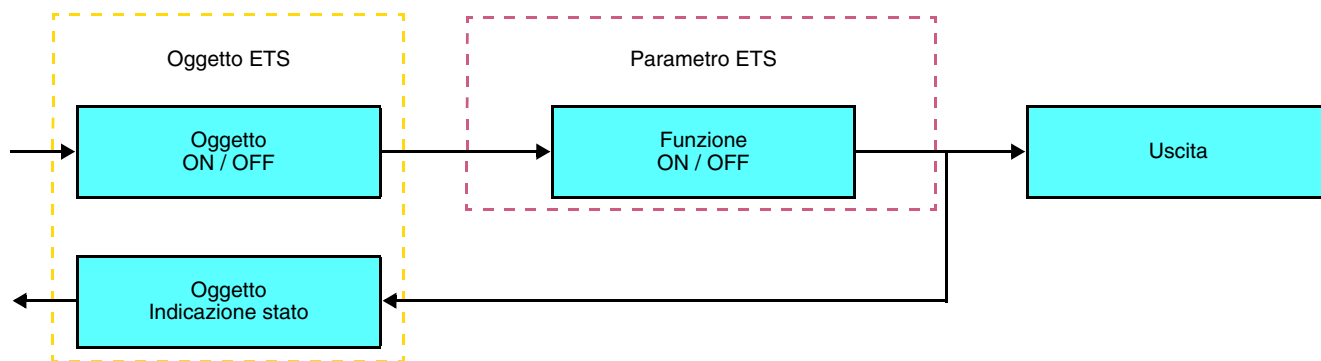 Oggetto ETS
Parametro ETS
Oggetto
ON / OFF
Funzione
ON / OFF
Uscita
Oggetto
Indicazione stato